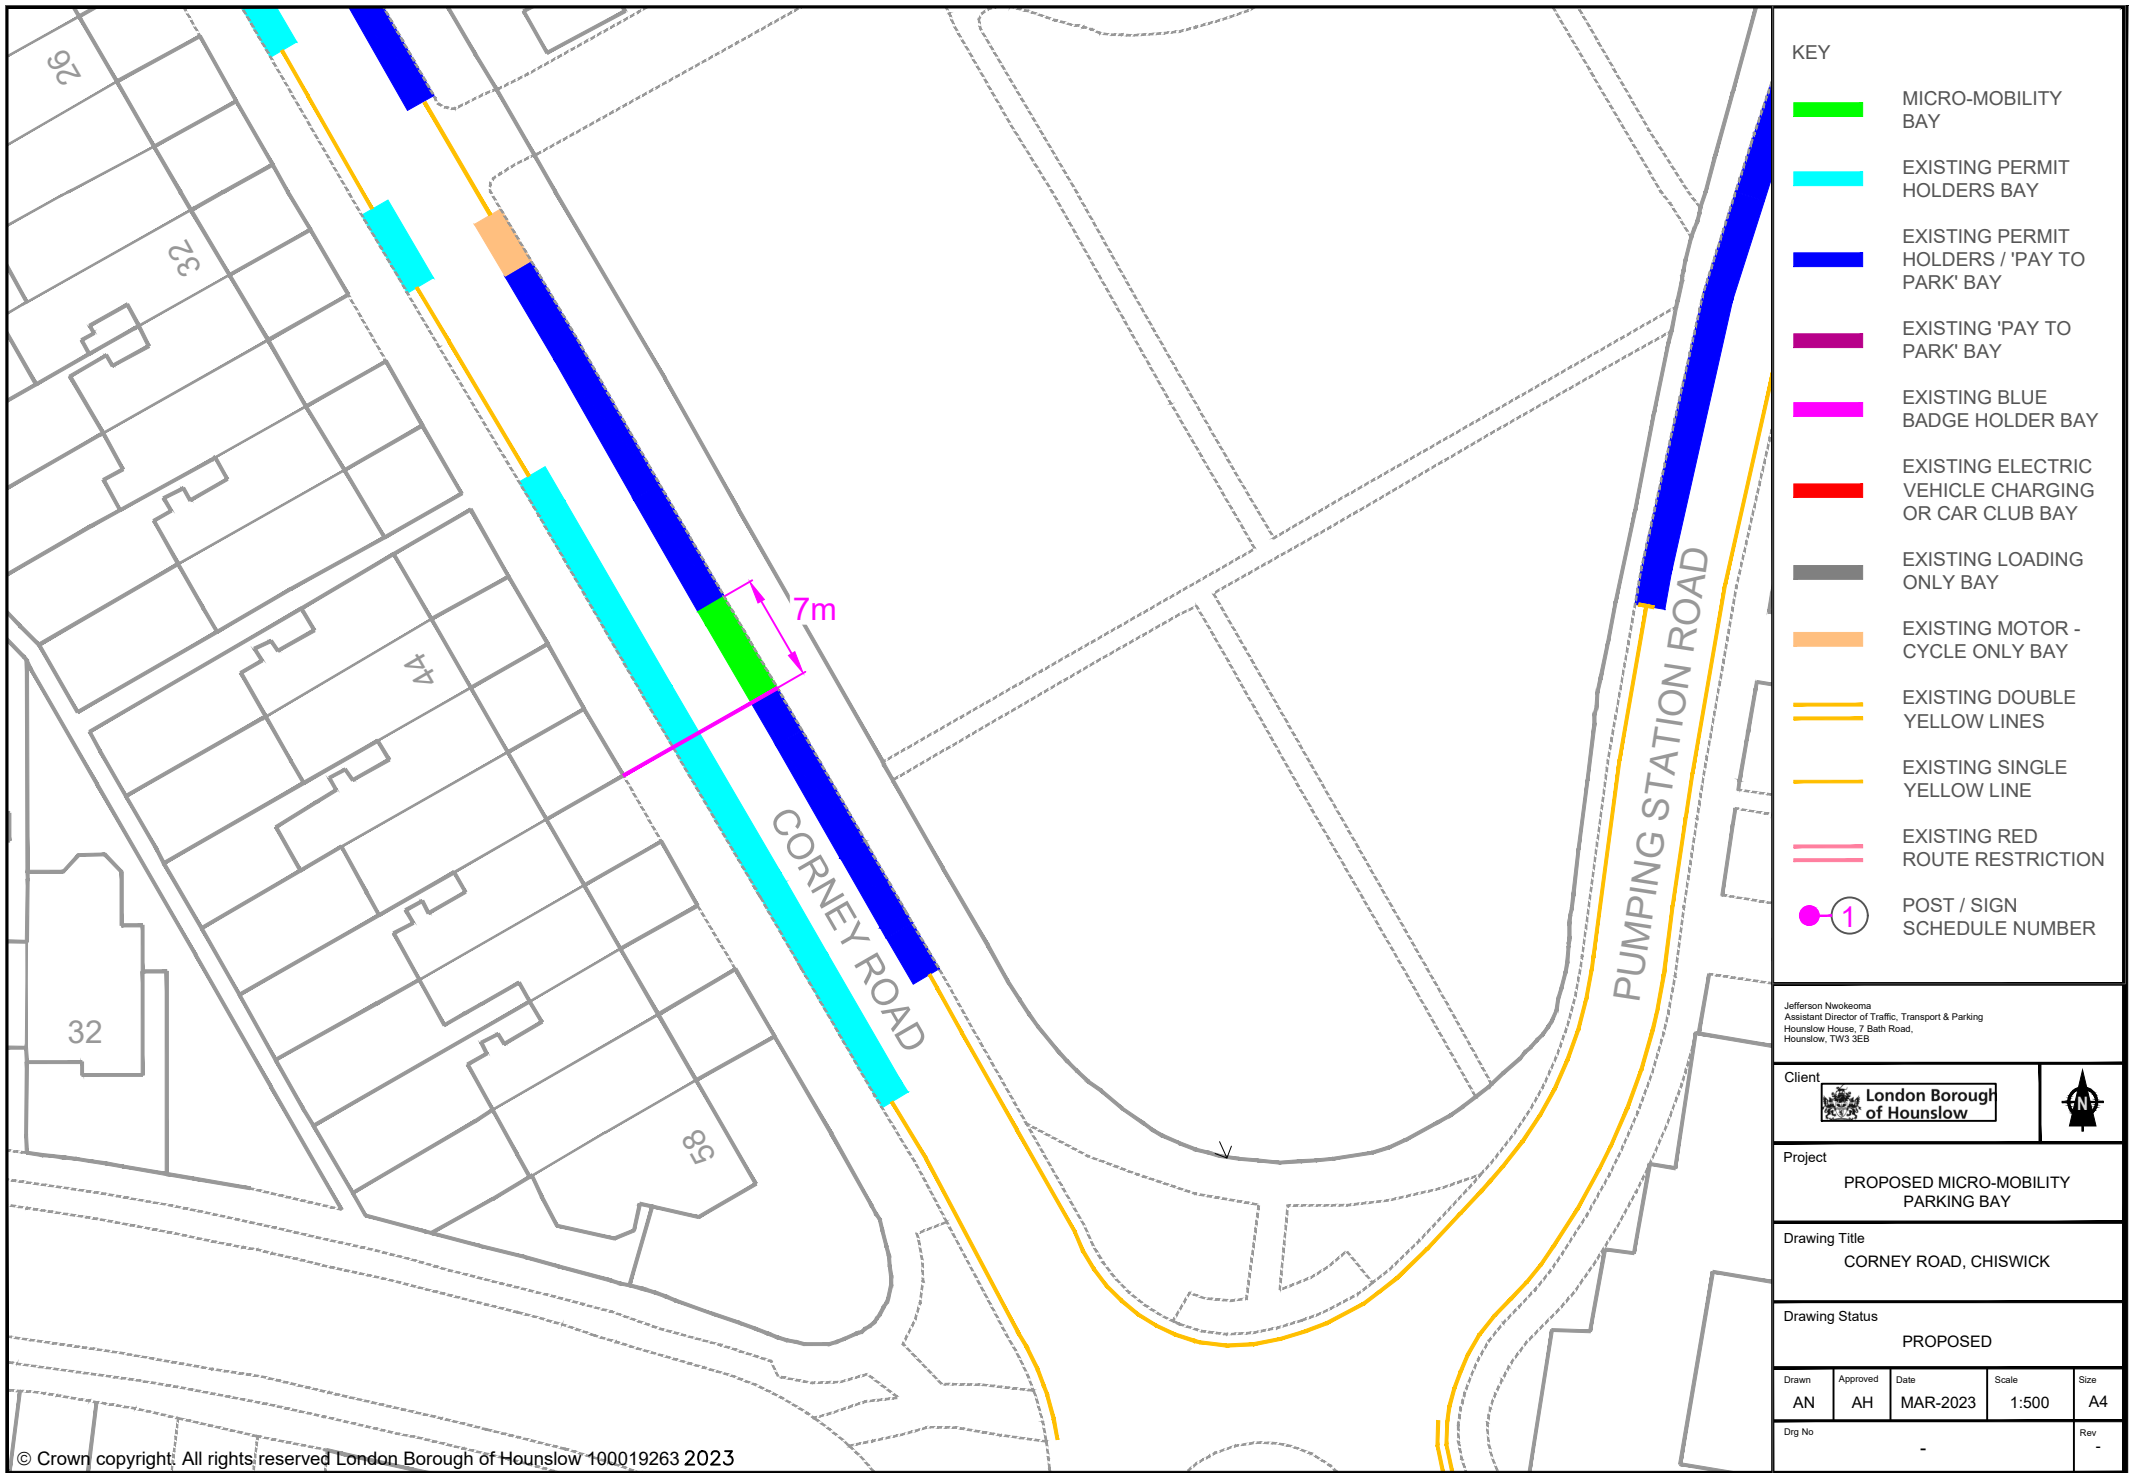 26
32
7m
44
CORNEY ROAD
PUMPING STATION ROAD
32
58
© Crown copyright. All rights reserved London Borough of Hounslow 100019263 2023
KEY
MICRO-MOBILITY
BAY
EXISTING PERMIT
HOLDERS BAY
EXISTING PERMIT
HOLDERS / 'PAY TO
PARK' BAY
EXISTING 'PAY TO
PARK' BAY
EXISTING BLUE
BADGE HOLDER BAY
EXISTING ELECTRIC
VEHICLE CHARGING
OR CAR CLUB BAY
EXISTING LOADING
ONLY BAY
EXISTING MOTOR -
CYCLE ONLY BAY
EXISTING DOUBLE
YELLOW LINES
EXISTING SINGLE
YELLOW LINE
EXISTING RED
ROUTE RESTRICTION
1
POST / SIGN
SCHEDULE NUMBER
Jefferson Nwokeoma
Assistant Director of Traffic, Transport & Parking
Hounslow House, 7 Bath Road,
Hounslow, TW3 3EB
Client
London Borough
of Hounslow
N
Project
PROPOSED MICRO-MOBILITY
PARKING BAY
Drawing Title
CORNEY ROAD, CHISWICK
Drawing Status
PROPOSED
Drawn Approved Date Scale Size
AN AH MAR-2023 1:500 A4
Drg No Rev
- -